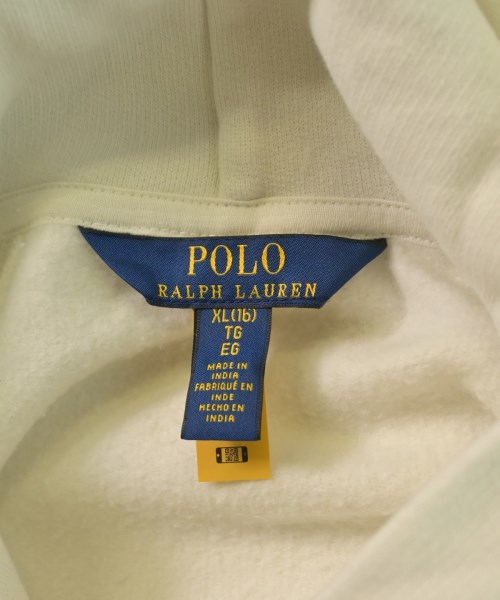 POLO
RALPH LAUREN
XL(16)
TG
EG
MADE IN
INDIA
FABRIQUÉ EN
INDE
HECHO EN
INDIA